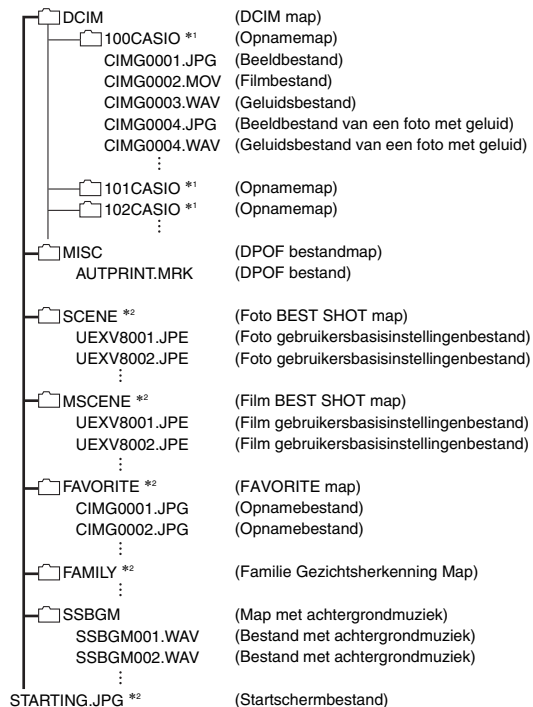 DCIM (DCIM map)
100CASIO *1 (Opnamemap)
CIMG0001.JPG (Beeldbestand)
CIMG0002.MOV (Filmbestand)
CIMG0003.WAV (Geluidsbestand)
CIMG0004.JPG (Beeldbestand van een foto met geluid)
CIMG0004.WAV (Geluidsbestand van een foto met geluid)
101CASIO *1 (Opnamemap)
102CASIO *1 (Opnamemap)
MISC (DPOF bestandmap)
AUTPRINT.MRK (DPOF bestand)
SCENE *2 (Foto BEST SHOT map)
UEXV8001.JPE (Foto gebruikersbasisinstellingenbestand)
UEXV8002.JPE (Foto gebruikersbasisinstellingenbestand)
MSCENE *2 (Film BEST SHOT map)
UEXV8001.JPE (Film gebruikersbasisinstellingenbestand)
UEXV8002.JPE (Film gebruikersbasisinstellingenbestand)
FAVORITE *2 (FAVORITE map)
CIMG0001.JPG (Opnamebestand)
CIMG0002.JPG (Opnamebestand)
FAMILY *2 (Familie Gezichtsherkenning Map)
SSBGM (Map met achtergrondmuziek)
SSBGM001.WAV (Bestand met achtergrondmuziek)
SSBGM002.WAV (Bestand met achtergrondmuziek)
STARTING.JPG *2 (Startschermbestand)